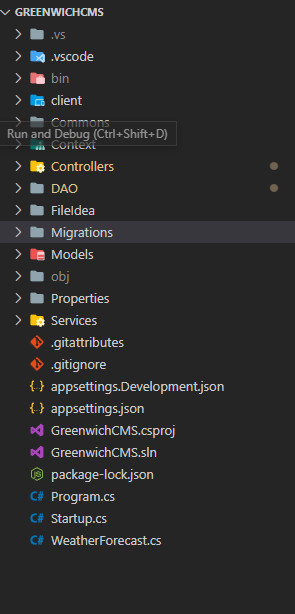 GREENWICHCMS
.vs
.vscode
bin
client
Commons
Run and Debug (Ctrl+Shift+D)
Context
Controllers
DAO
FileIdea
Migrations
Models
obj
Properties
Services
.gitattributes
.gitignore
appsettings.Development.json
appsettings.json
GreenwichCMS.csproj
GreenwichCMS.sln
package-lock.json
C# Program.cs
C# Startup.cs
C# WeatherForecast.cs